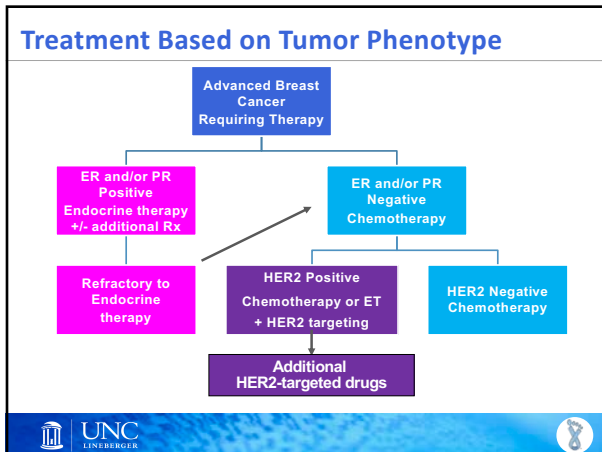 Treatment Based on Tumor Phenotype
Advanced Breast
Cancer
Requiring Therapy
ER and/or PR
Positive
Endocrine therapy
+/- additional Rx
ER and/or PR
Negative
Chemotherapy
Refractory to
Endocrine
therapy
HER2 Positive
Chemotherapy or ET
+ HER2 targeting
HER2 Negative
Chemotherapy
Additional
HER2-targeted drugs
UNC
LINEBERGER